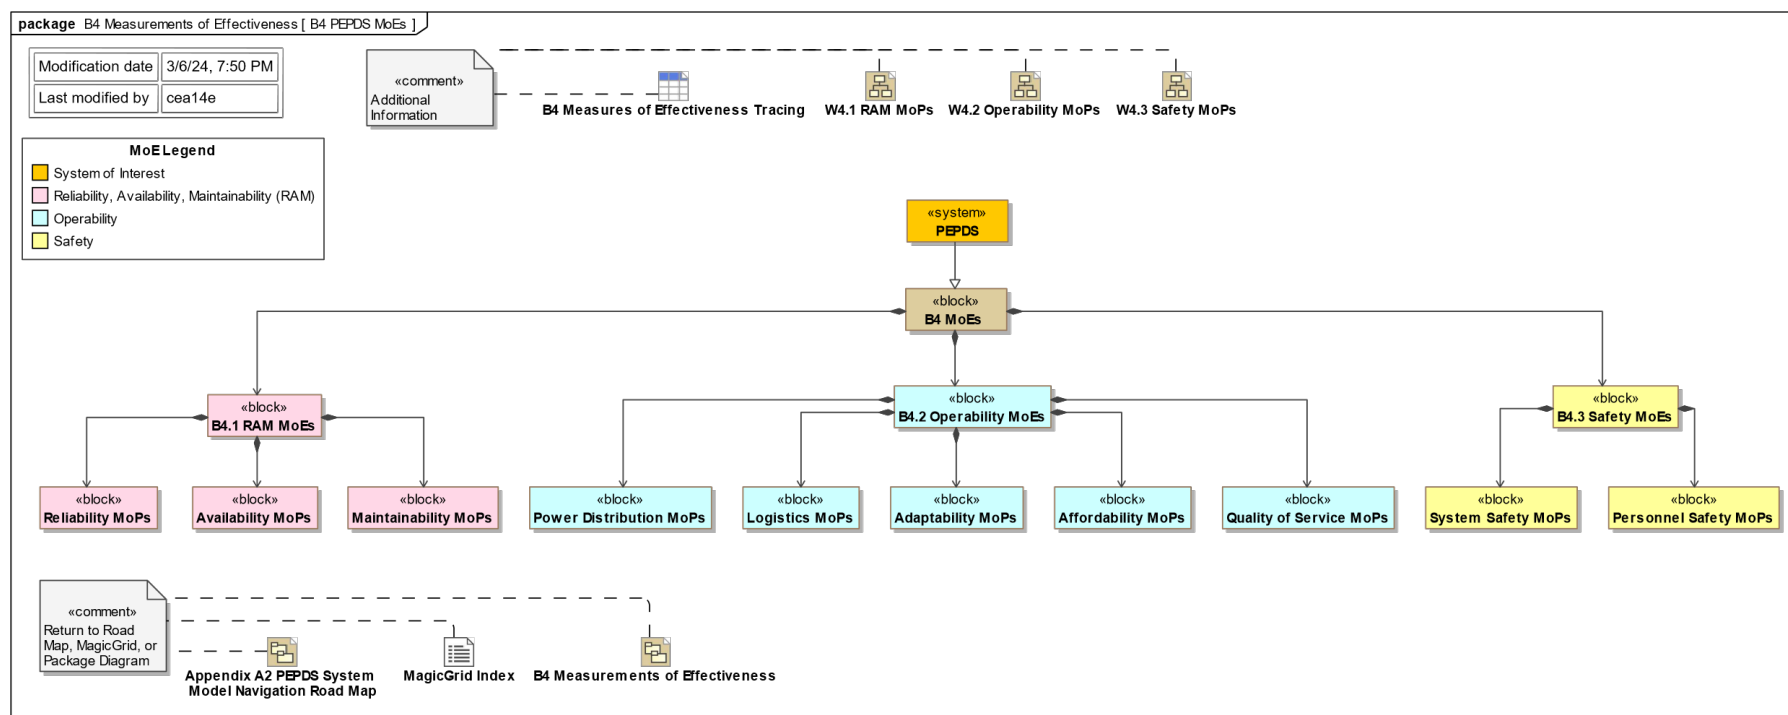 package B4 Measurements of Effectiveness [ B4 PEPDS MoEs ]
Modification date 3/6/24, 7:50 PM
Last modified by cea14e
«comment»
Additional
Information
B4 Measures of Effectiveness Tracing
W4.1 RAM MoPs
W4.2 Operability MoPs
W4.3 Safety MoPs
MoE Legend
System of Interest
Reliability, Availability, Maintainability (RAM)
Operability
Safety
«system»
PEPDS
«block»
B4 MoEs
«block»
B4.1 RAM MoEs
«block»
B4.2 Operability MoEs
«block»
B4.3 Safety MoEs
«block»
Reliability MoPs
«block»
Availability MoPs
«block»
Maintainability MoPs
«block»
Power Distribution MoPs
«block»
Logistics MoPs
«block»
Adaptability MoPs
«block»
Affordability MoPs
«block»
Quality of Service MoPs
«block»
System Safety MoPs
«block»
Personnel Safety MoPs
«comment»
Return to Road
Map, MagicGrid, or
Package Diagram
Appendix A2 PEPDS System
Model Navigation Road Map
MagicGrid Index
B4 Measurements of Effectiveness